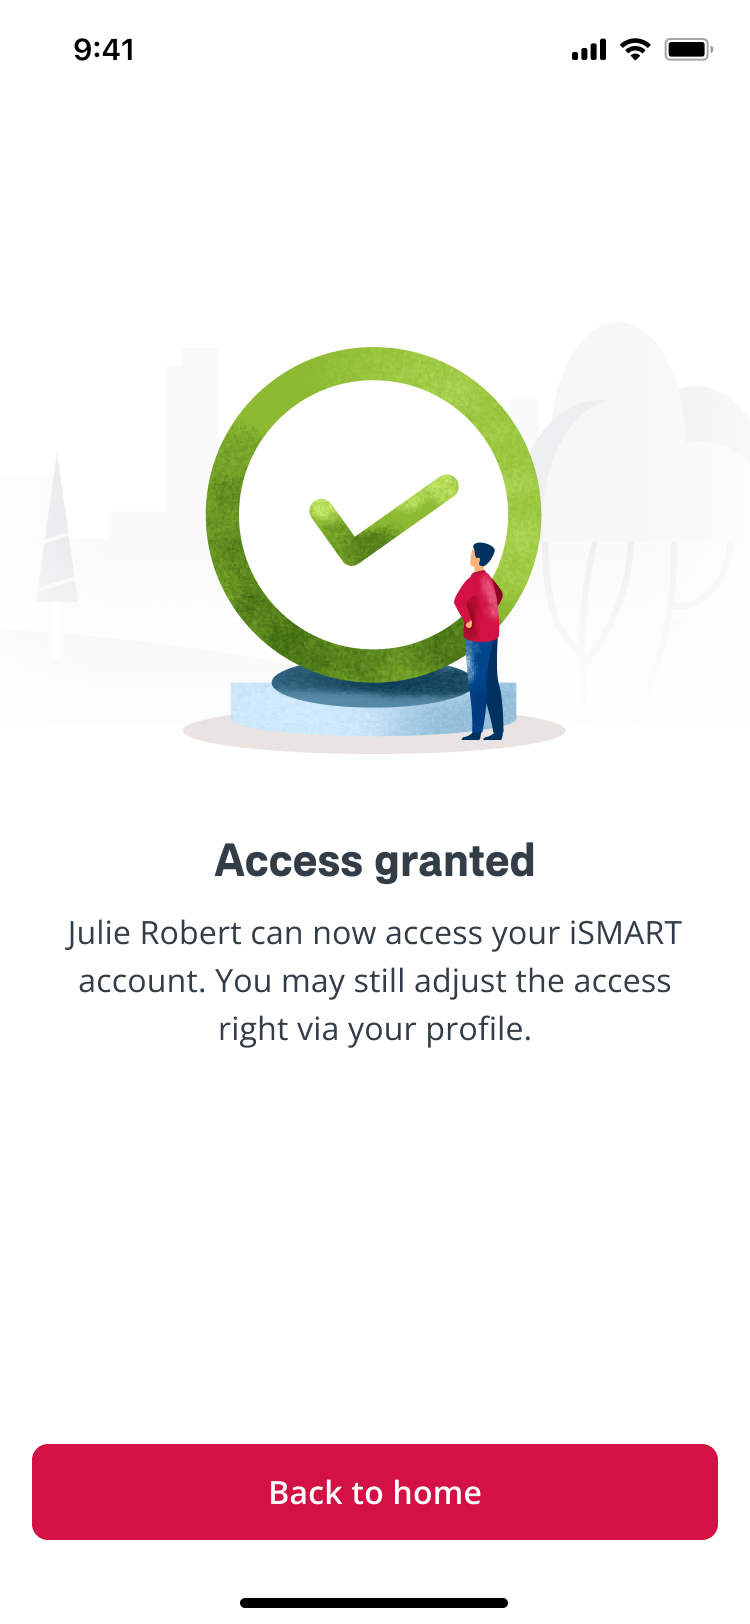 9:41
Access granted
Julie Robert can now access your iSMART
account. You may still adjust the access
right via your profile.
Back to home